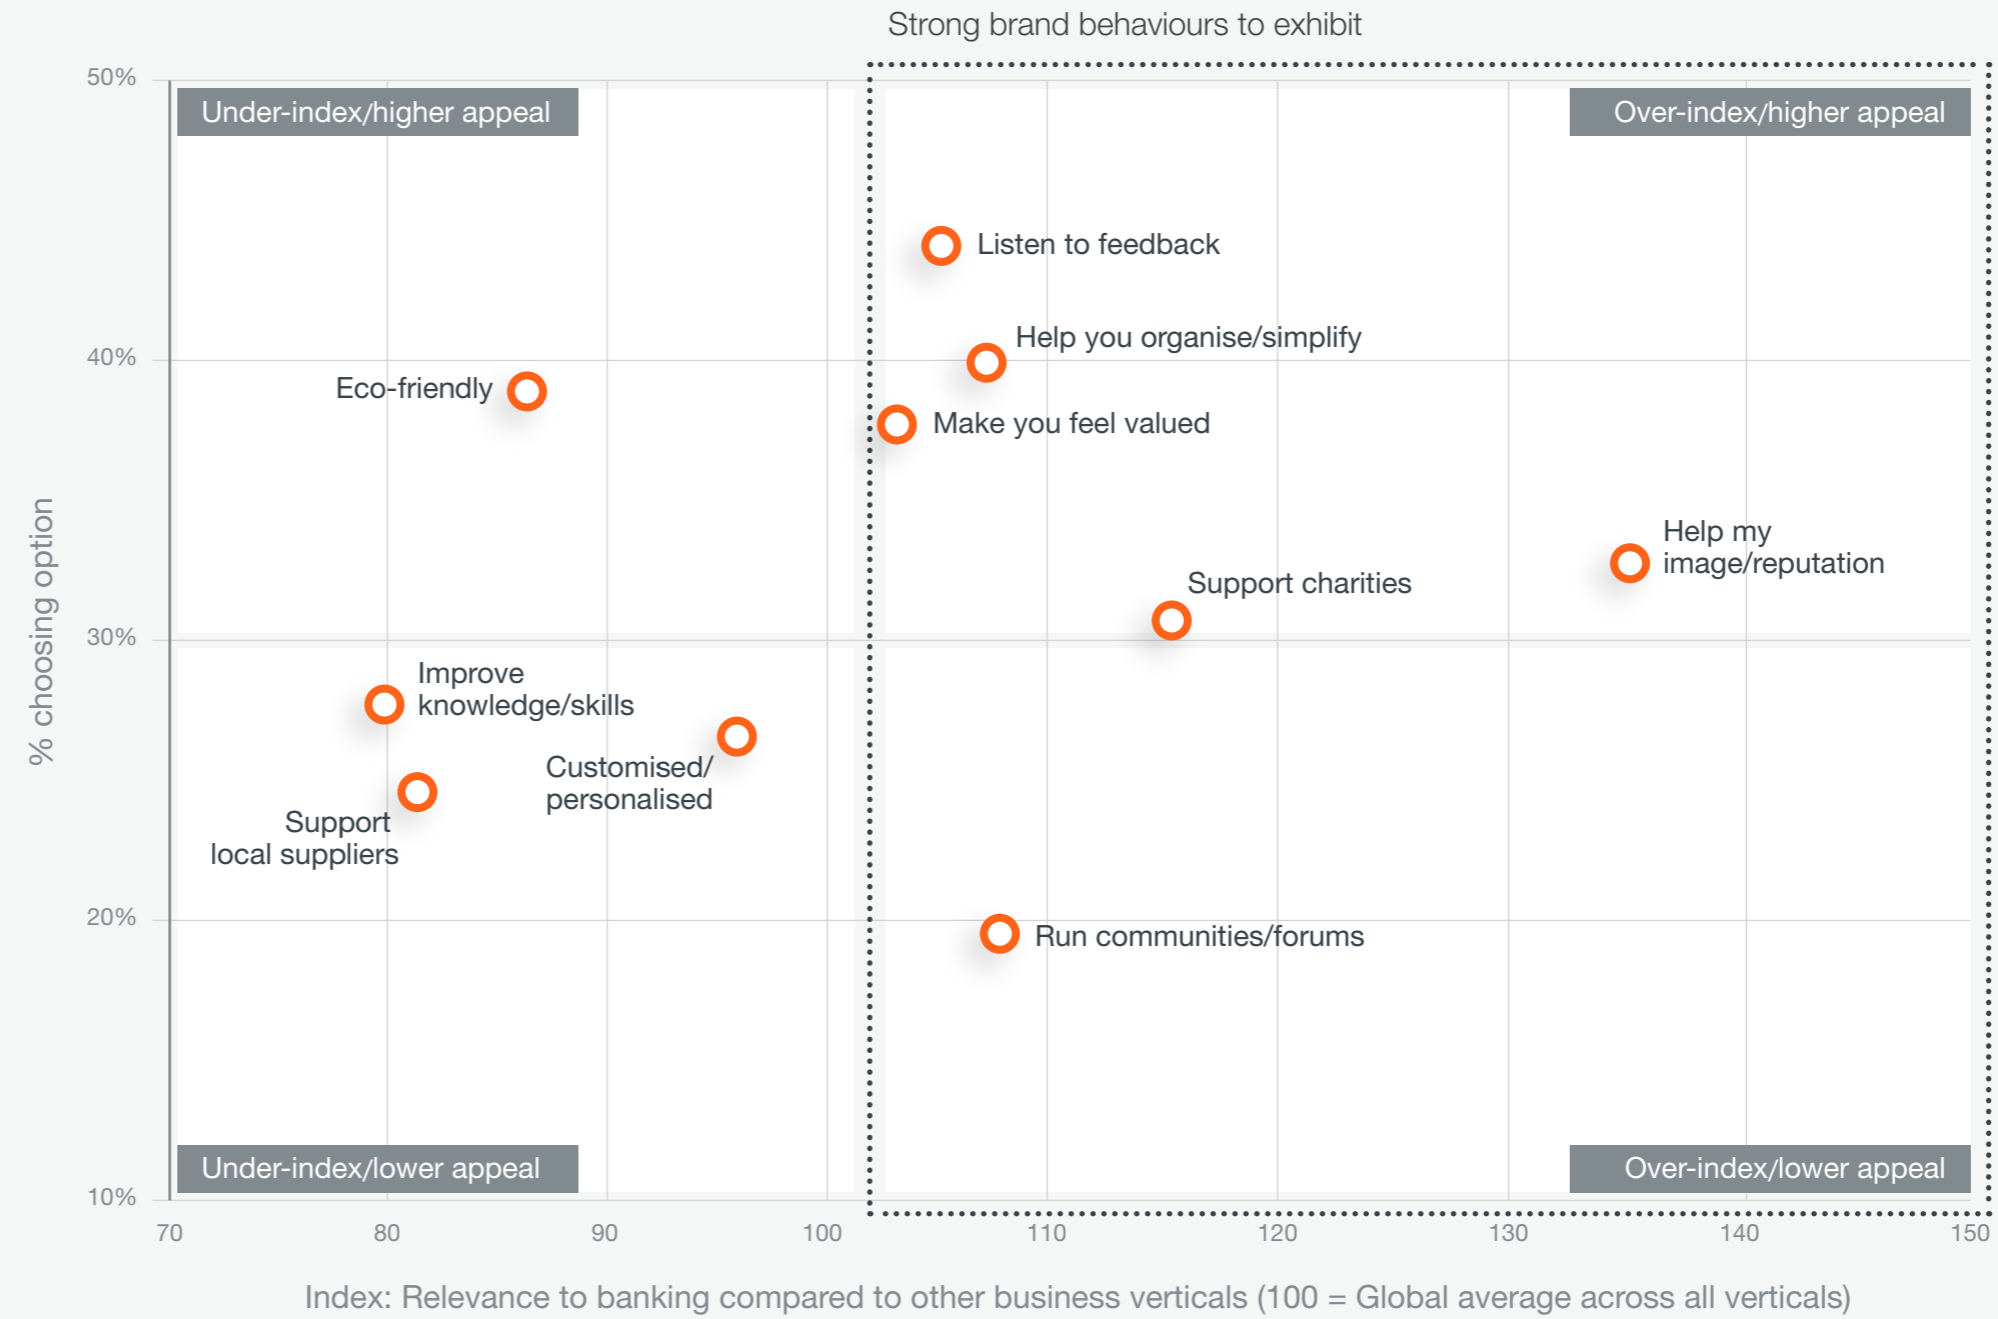 Strong brand behaviours to exhibit
50%
Under-index/higher appeal
Over-index/higher appeal
Listen to feedback
Help you organise/simplify
40%
Eco-friendly
Make you feel valued
% choosing option
Help my
image/reputation
Support charities
30%
Improve
knowledge/skills
Customised/
personalised
Support
local suppliers
20%
Run communities/forums
Under-index/lower appeal
Over-index/lower appeal
10%
70 80 90 100 110 120 130 140 150
Index: Relevance to banking compared to other business verticals (100 = Global average across all verticals)